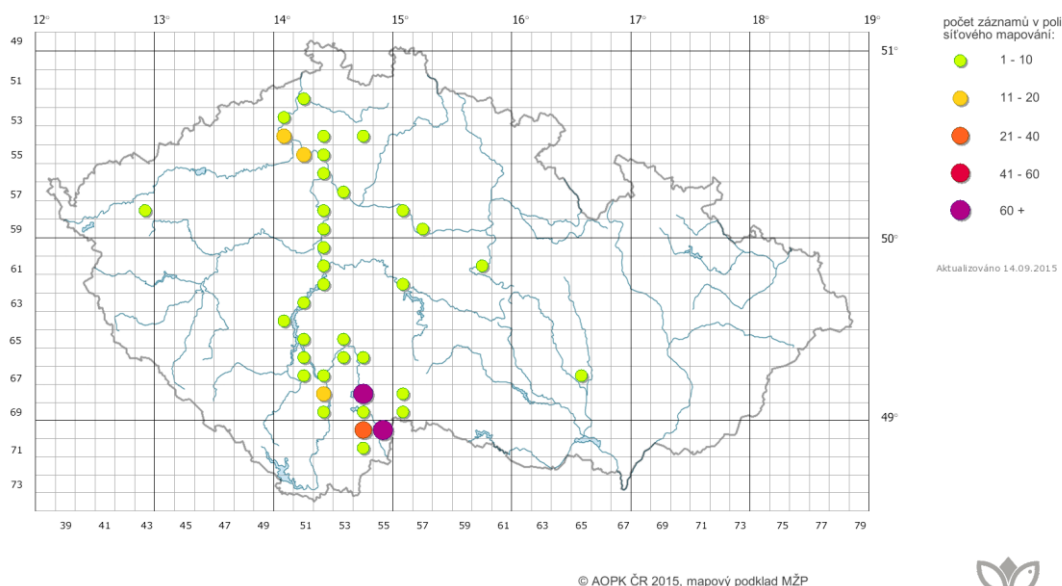 12° 13° 14° 15° 16° 17° 18° 19°
počet záznamů v poli
síťového mapování:
49
51°
51
1 - 10
53
11 - 20
55
21 - 40
57
41 - 60
59
60 +
50°
61
Aktualizováno 14.09.2015
63
65
67
69
49°
71
73
39 41 43 45 47 49 51 53 55 57 59 61 63 65 67 69 71 73 75 77 79
© AOPK ČR 2015, mapový podklad MŽP